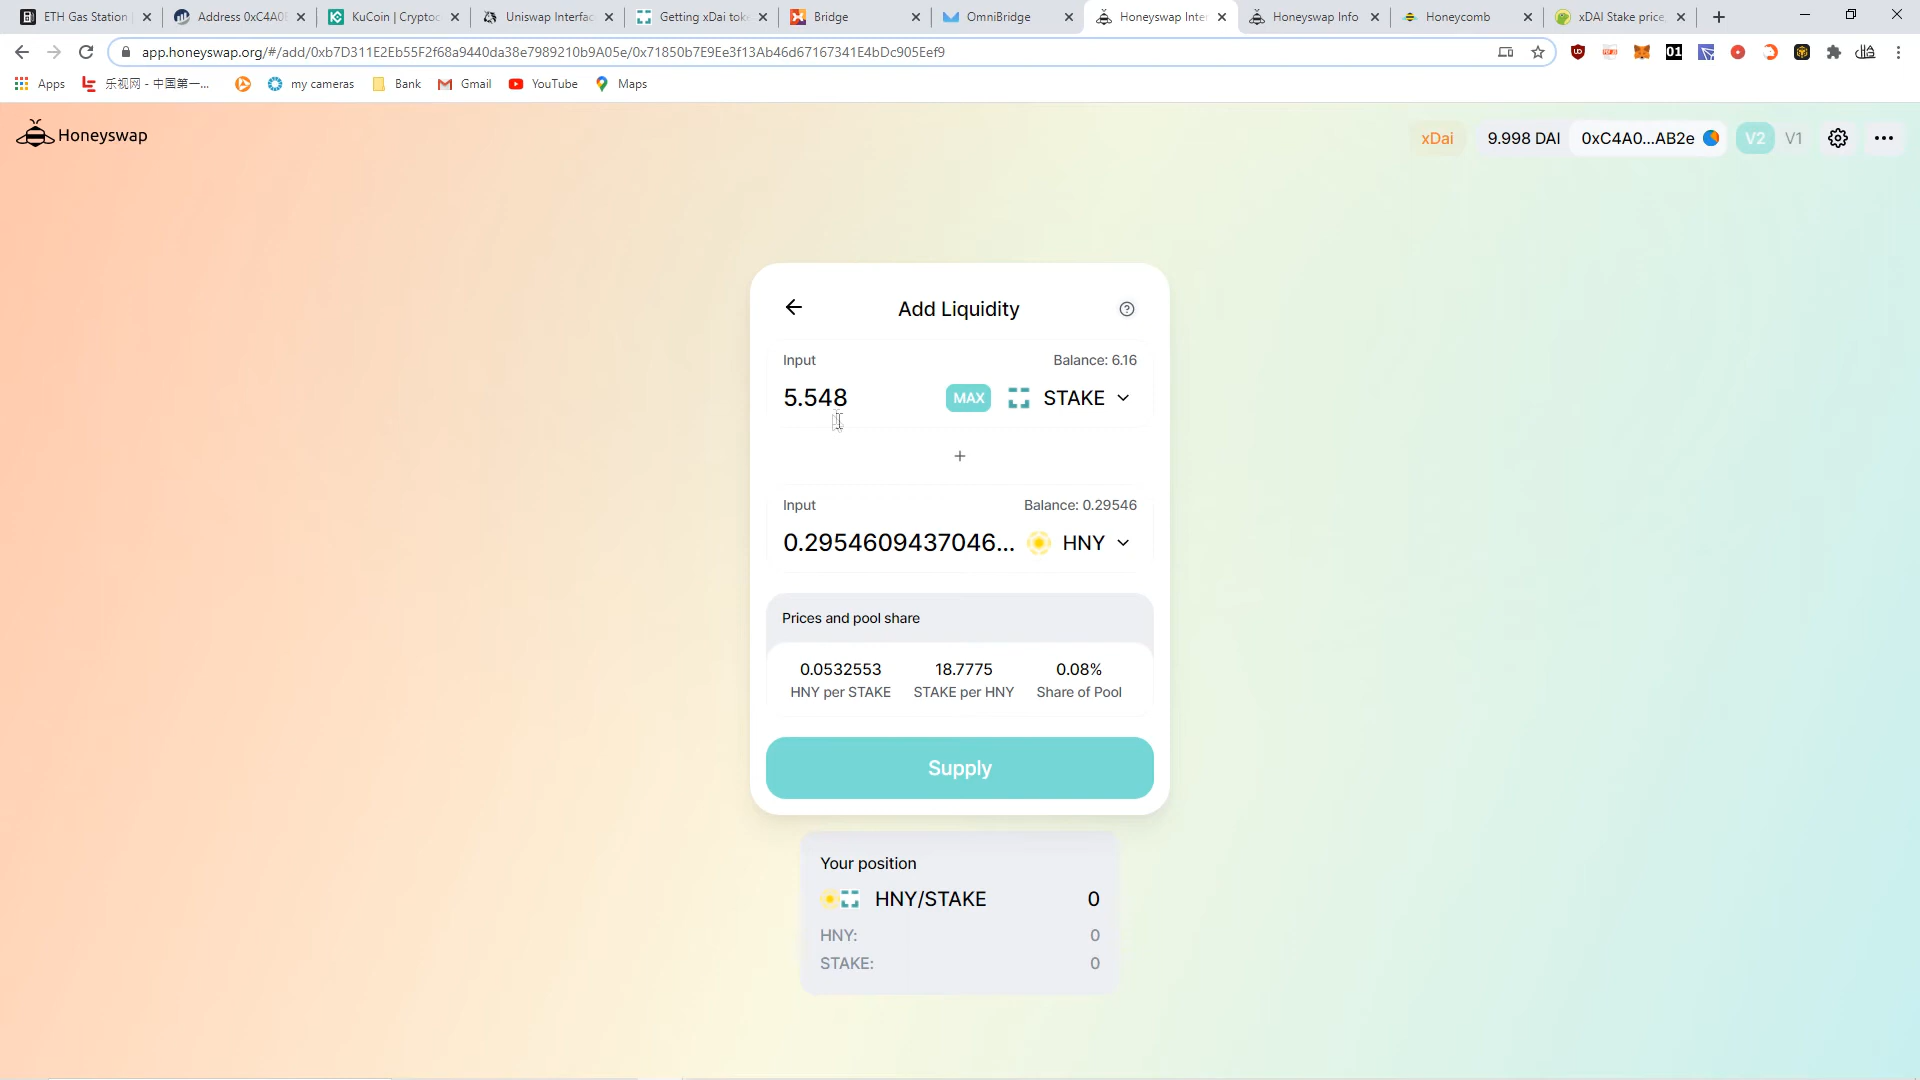 ETH Gas Station
Address 0xC4A0
KuCoin | Cryptoc
Uniswap Interfac
Getting xDai tok
Bridge
OmniBridge
Honeyswap Inter
Honeyswap Info
Honeycomb
xDAI Stake price,
app.honeyswap.org/#/add/0xb7D311E2Eb55F2f68a9440da38e7989210b9A05e/0x71850b7E9Ee3f13Ab46d67167341E4bDc905Eef9
Apps
乐视网 - 中国第一...
my cameras
Bank
Gmail
YouTube
Maps
Honeyswap
xDai
9.998 DAI
0xC4A0...AB2e
V2
V1
Add Liquidity
Input
Balance: 6.16
5.548
MAX
STAKE
+
Input
Balance: 0.29546
0.2954609437046...
HNY
Prices and pool share
0.0532553
18.7775
0.08%
HNY per STAKE
STAKE per HNY
Share of Pool
Supply
Your position
HNY/STAKE
0
HNY:
0
STAKE:
0